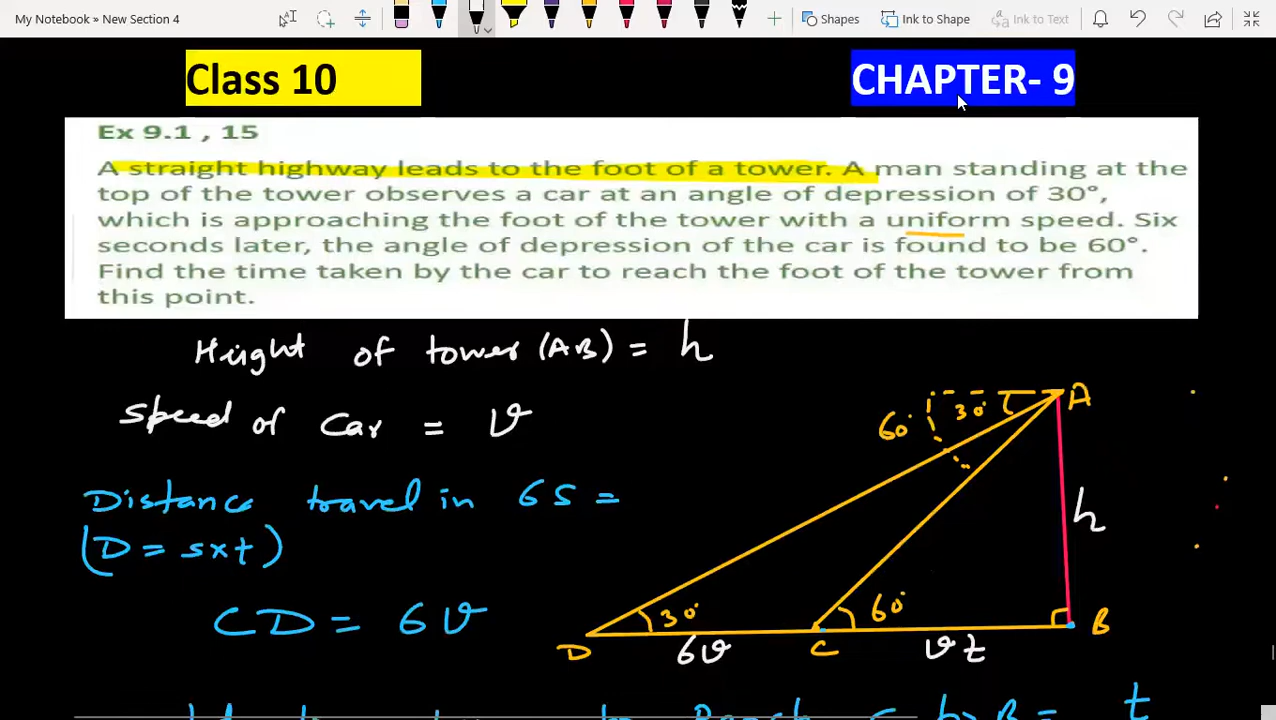 My Notebook » New Section 4
Shapes
Ink to Shape
Ink to Text
Class 10
CHAPTER- 9
Ex 9.1 , 15
A straight highway leads to the foot of a tower. A man standing at the
top of the tower observes a car at an angle of depression of 30°,
which is approaching the foot of the tower with a uniform speed. Six
seconds later, the angle of depression of the car is found to be 60°.
Find the time taken by the car to reach the foot of the tower from
this point.
Height of tower (AB) = h
Speed of Car = v
Distance travel in 6s =
(D = s×t)
CD = 6v
A
30°
60°
h
30°
60°
B
D
6v
C
vt
to Reach C to B = t